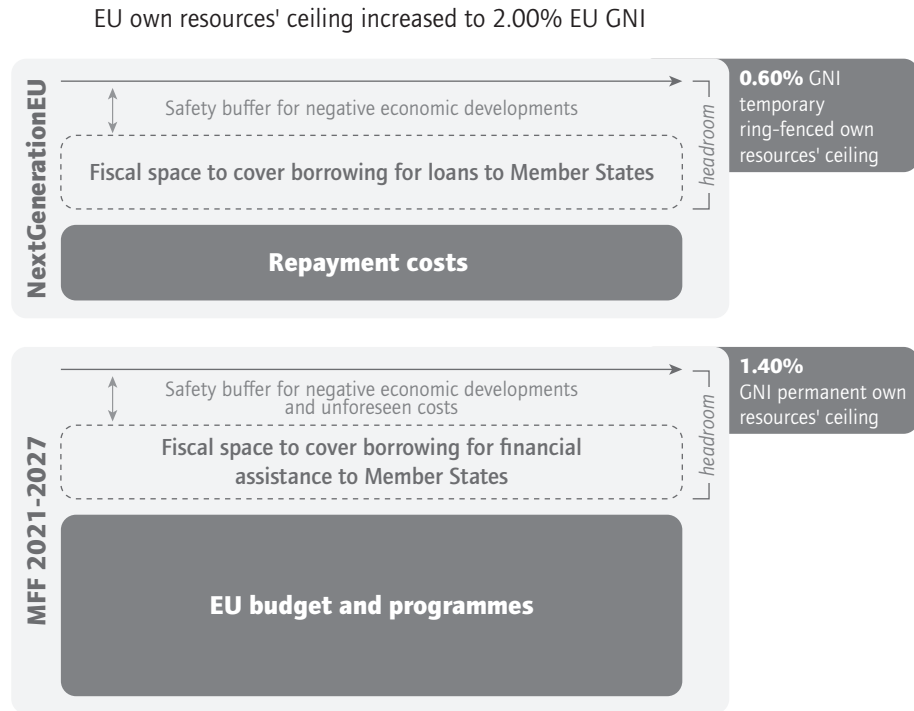 EU own resources' ceiling increased to 2.00% EU GNI
NextGenerationEU
Safety buffer for negative economic developments
Fiscal space to cover borrowing for loans to Member States
Repayment costs
headroom
0.60% GNI
temporary
ring-fenced own
resources' ceiling
MFF 2021-2027
Safety buffer for negative economic developments
and unforeseen costs
Fiscal space to cover borrowing for financial
assistance to Member States
EU budget and programmes
headroom
1.40%
GNI permanent own
resources' ceiling